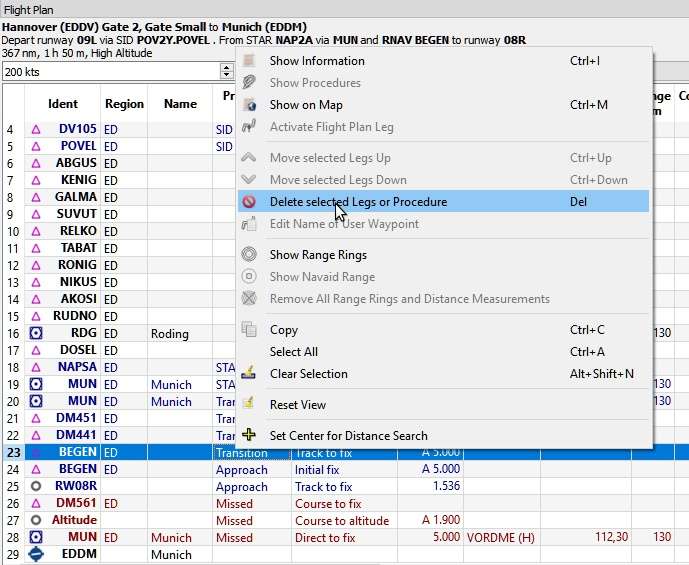 Flight Plan
Hannover (EDDV) Gate 2, Gate Small to Munich (EDDM)
Depart runway 09L via SID POV2Y.POVEL . From STAR NAP2A via MUN and RNAV BEGEN to runway 08R
367 nm, 1 h 50 m, High Altitude
200 kts
Ident Region Name Pr nge Co
m
4 DV105 ED SID
5 POVEL ED SID
6 ABGUS ED
7 KENIG ED
8 GALMA ED
9 SUVUT ED
10 RELKO ED
11 TABAT ED
12 RONIG ED
13 NIKUS ED
14 AKOSI ED
15 RUDNO ED
16 RDG ED Roding 130
17 DOSEL ED
18 NAPSA ED STA
19 MUN ED Munich STA 130
20 MUN ED Munich Tra 130
21 DM451 ED Tra
22 DM441 ED Tra
23 BEGEN ED Transition Track to fix A 5.000
24 BEGEN ED Approach Initial fix A 5.000
25 RW08R Approach Track to fix 1.536
26 DM561 ED Missed Course to fix
27 Altitude Missed Course to altitude A 1.900
28 MUN ED Munich Missed Direct to fix 5.000 VORDME (H) 112,30 130
29 EDDM Munich
Show Information Ctrl+I
Show Procedures
Show on Map Ctrl+M
Activate Flight Plan Leg
Move selected Legs Up Ctrl+Up
Move selected Legs Down Ctrl+Down
Delete selected Legs or Procedure Del
Edit Name of User Waypoint
Show Range Rings
Show Navaid Range
Remove All Range Rings and Distance Measurements
Copy Ctrl+C
Select All Ctrl+A
Clear Selection Alt+Shift+N
Reset View
Set Center for Distance Search